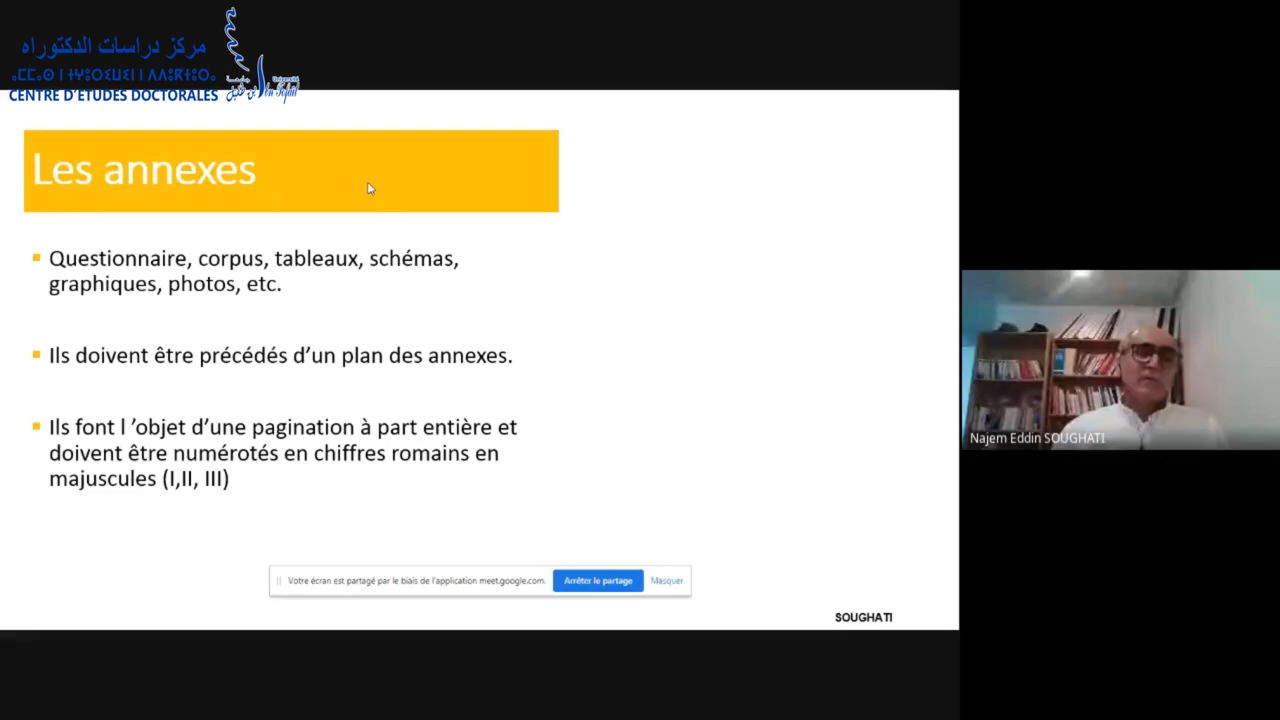 مركز دراسات الدكتوراه
CENTRE D'ETUDES DOCTORALES
Université
Ibn Tofail
Les annexes
Questionnaire, corpus, tableaux, schémas,
graphiques, photos, etc.
Ils doivent être précédés d’un plan des annexes.
Ils font l ’objet d’une pagination à part entière et
doivent être numérotés en chiffres romains en
majuscules (I,II, III)
Votre écran est partagé par le biais de l'application meet.google.com.
Arrêter le partage
Masquer
SOUGHATI
Najem Eddin SOUGHATI